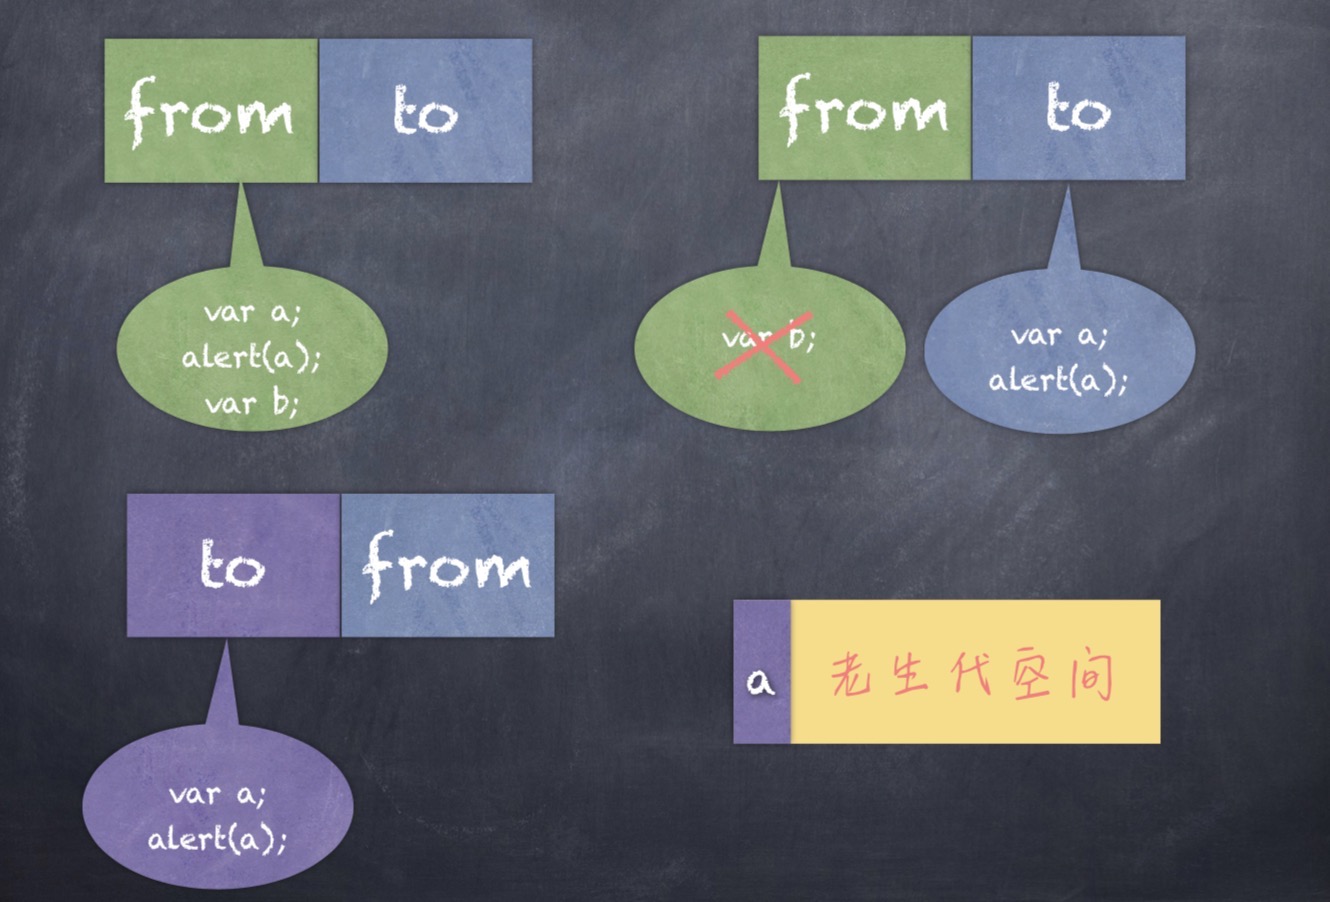 from
to
var a;
alert(a);
var b;
from
to
var b;
var a;
alert(a);
to
from
var a;
alert(a);
a
老生代空间